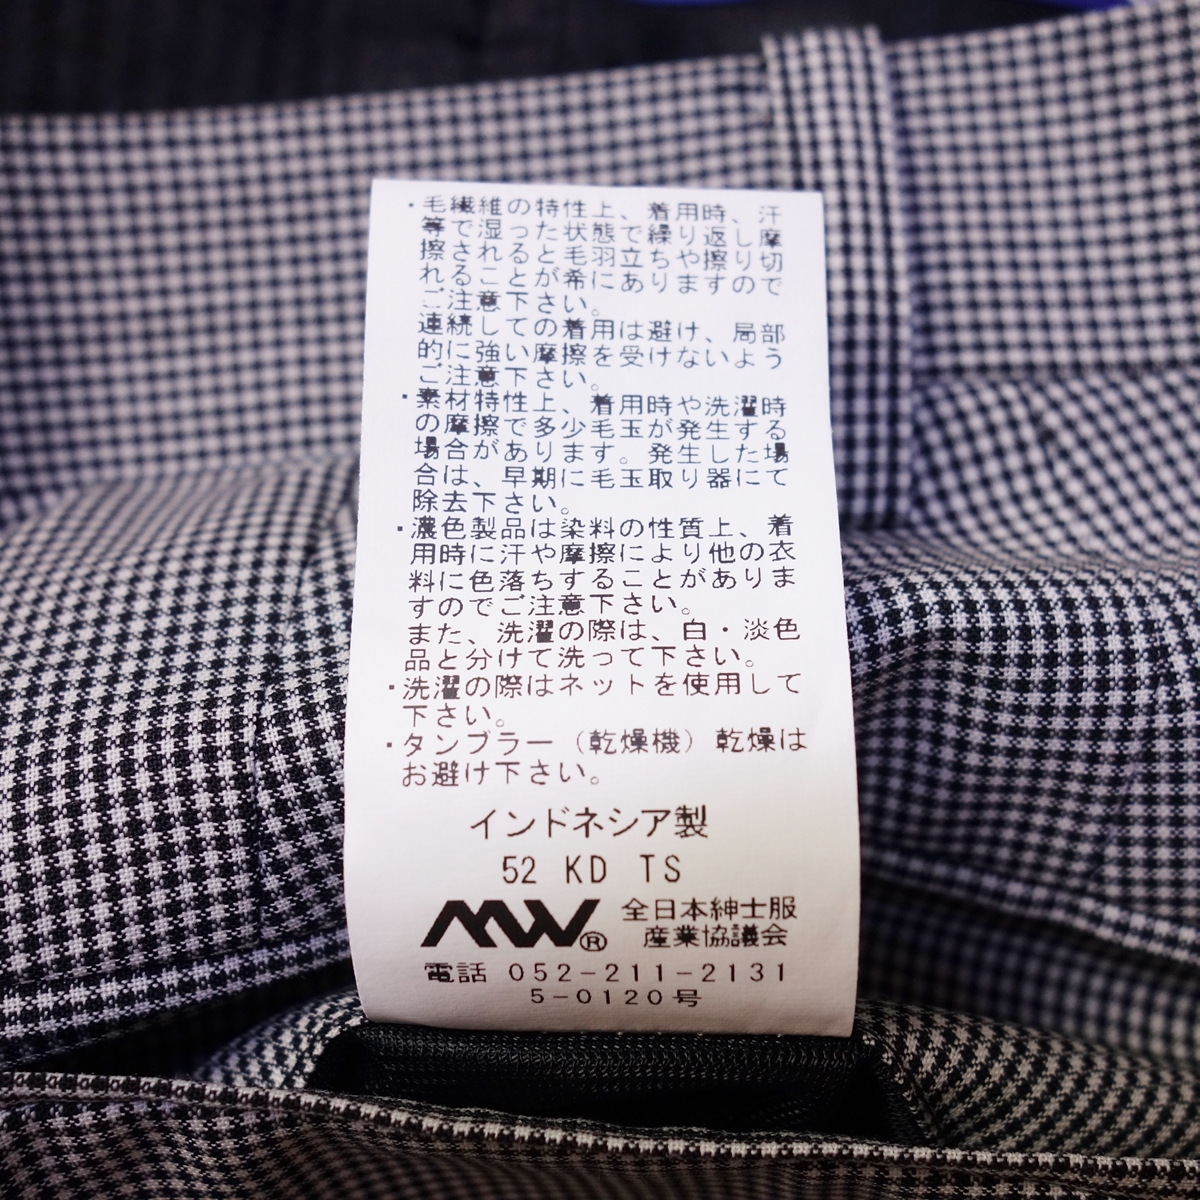 ・毛繊維の特性上、着用時、汗
等で湿った状態で繰り返し摩
擦されると毛羽立ちや擦り切
れることが希にありますので
ご注意下さい。
連続しての着用は避け、局部
的に強い摩擦を受けないよう
ご注意下さい。
・素材特性上、着用時や洗濯時
の摩擦で多少毛玉が発生する
場合があります。発生した場
合は、早期に毛玉取り器にて
除去下さい。
・濃色製品は染料の性質上、着
用時に汗や摩擦により他の衣
料に色落ちすることがありま
すのでご注意下さい。
また、洗濯の際は、白・淡色
品と分けて洗って下さい。
・洗濯の際はネットを使用して
下さい。
・タンブラー（乾燥機）乾燥は
お避け下さい。
インドネシア製
52 KD TS
MW® 全日本紳士服
産業協議会
電話 052-211-2131
5-0120号